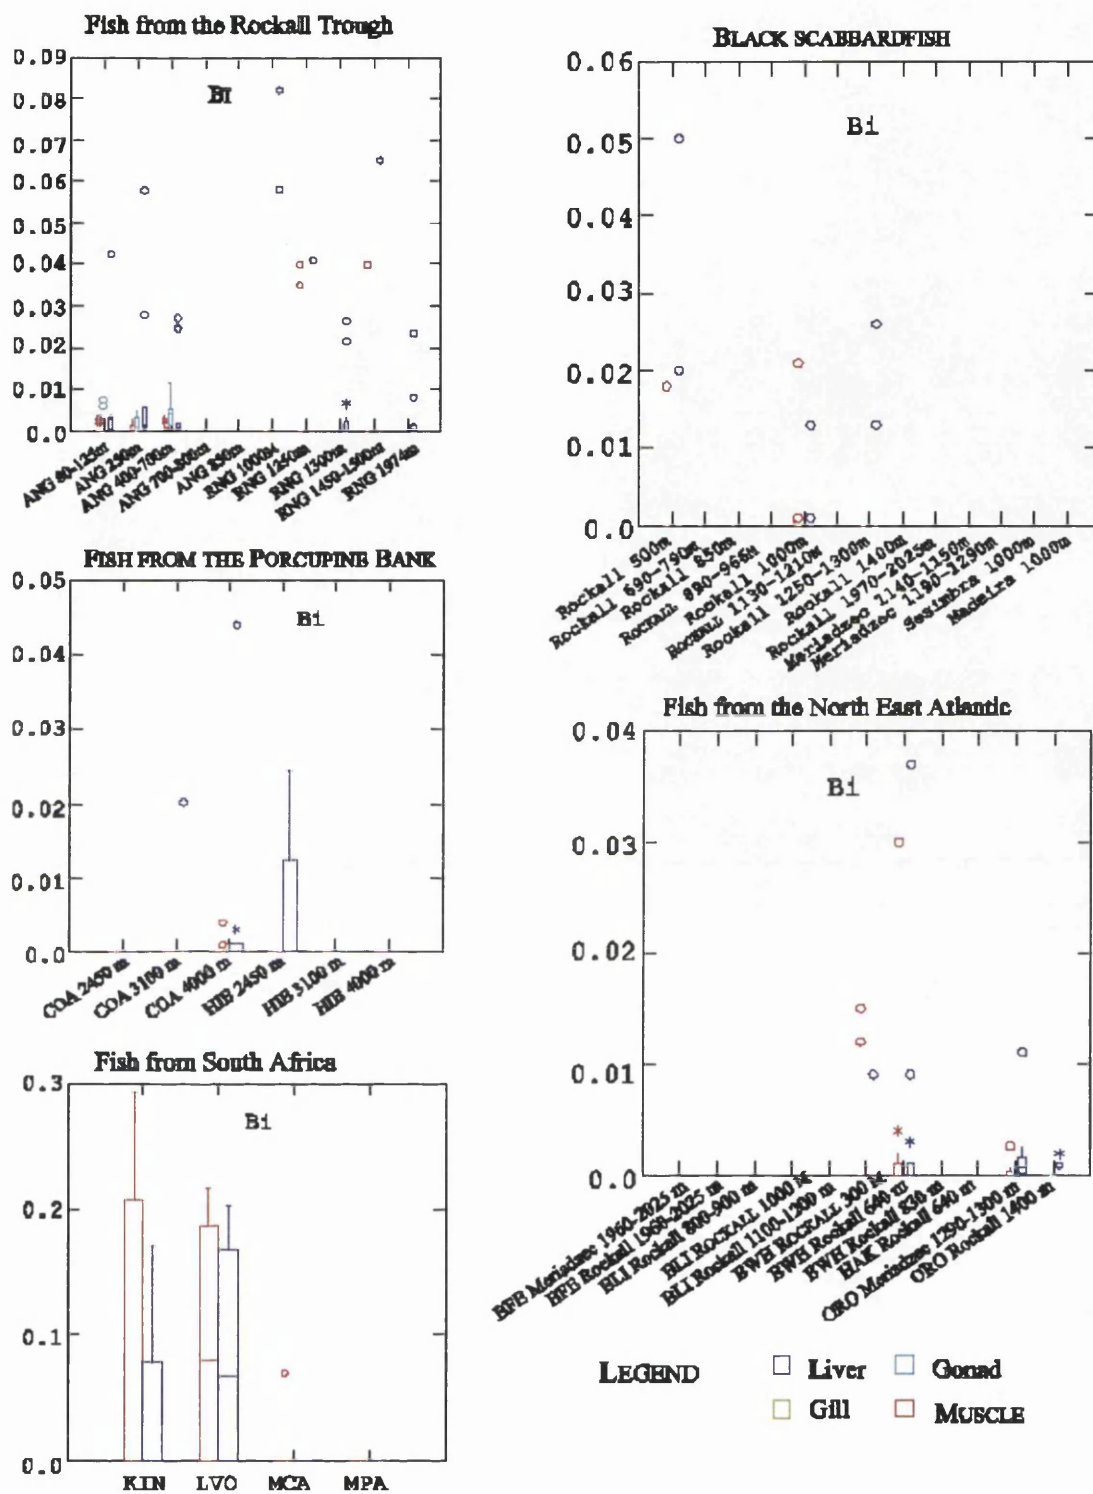 Fish from the Rockall Trough
0.09
0.08
0.07
0.06
0.05
0.04
0.03
0.02
0.01
0.0
BI
ANG 80-125m
ANG 250m
ANG 400-700m
ANG 700-800m
ANG 850m
RNG 1000M
RNG 1250m
RNG 1300m
RNG 1450-1500m
RNG 1974m
BLACK SCABBARDFISH
0.06
0.05
0.04
0.03
0.02
0.01
0.0
Bi
Rockall 500m
Rockall 690-790m
Rockall 850m
ROCKALL 880-965m
Rockall 1000m
ROCKALL 1130-1210M
Rockall 1250-1300m
Rockall 1400m
Rockall 1970-2025m
Meriadzec 1140-1150m
Meriadzec 1190-1290m
Sesimbra 1000m
Madeira 1000m
FISH FROM THE PORCUPINE BANK
0.05
0.04
0.03
0.02
0.01
0.0
Bi
COA 2450 m
COA 3100 m
COA 4000 m
HIB 2450 m
HIB 3100 m
HIB 4000 m
Fish from the North East Atlantic
0.04
0.03
0.02
0.01
0.0
Bi
BFE Meriadzec 1960-2025 m
BFE Rockall 1960-2025 m
BLI Rockall 800-900 m
BLI ROCKALL 1000 M
BLI Rockall 1100-1200 m
BWH ROCKALL 300 M
BWH Rockall 640 m
BWH Rockall 830 m
HAK Rockall 640 m
ORO Meriadzec 1290-1300 m
ORO Rockall 1400 m
Fish from South Africa
0.3
0.2
0.1
0.0
Bi
KIN LVO MCA MPA
LEGEND
Liver
Gonad
Gill
MUSCLE